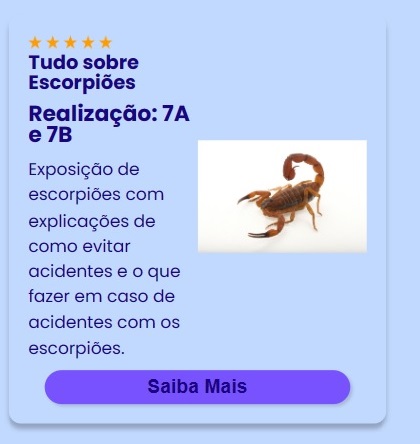 Tudo sobre
Escorpiões
Realização: 7A
e 7B
Exposição de
escorpiões com
explicações de
como evitar
acidentes e o que
fazer em caso de
acidentes com os
escorpiões.
Saiba Mais